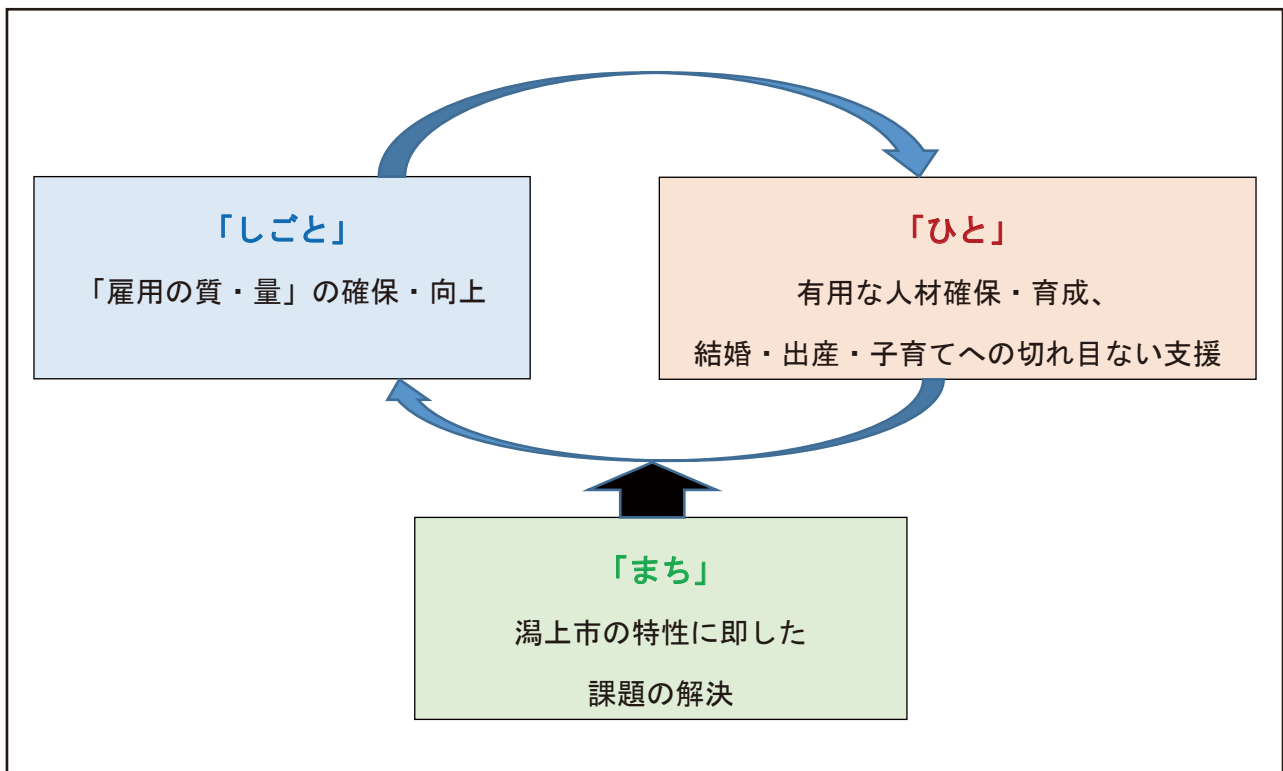 「しごと」
「雇用の質・量」の確保・向上
「ひと」
有用な人材確保・育成、
結婚・出産・子育てへの切れ目ない支援
「まち」
潟上市の特性に即した
課題の解決